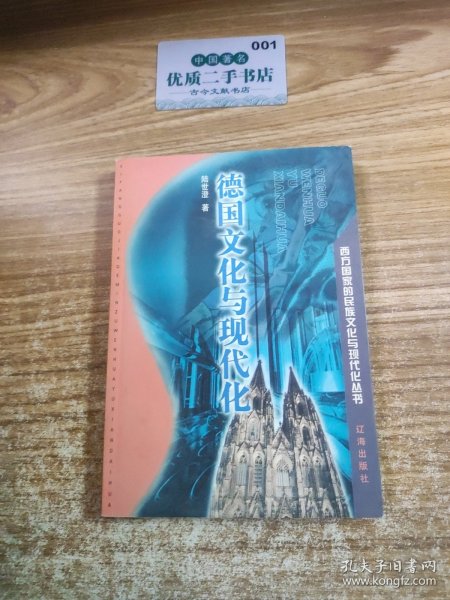 001
中国著名
优质二手书店
古今文献书店
DEGUO
WENHUA
YU
XIANDAIHUA
陆世澄 著
德国文化与现代化
西方国家的民族文化与现代化丛书
辽海出版社
XIFANGGUOJIADEMINZUWENHUAYUXIANDAIHUA
孔夫子旧书网
www.kongfz.com